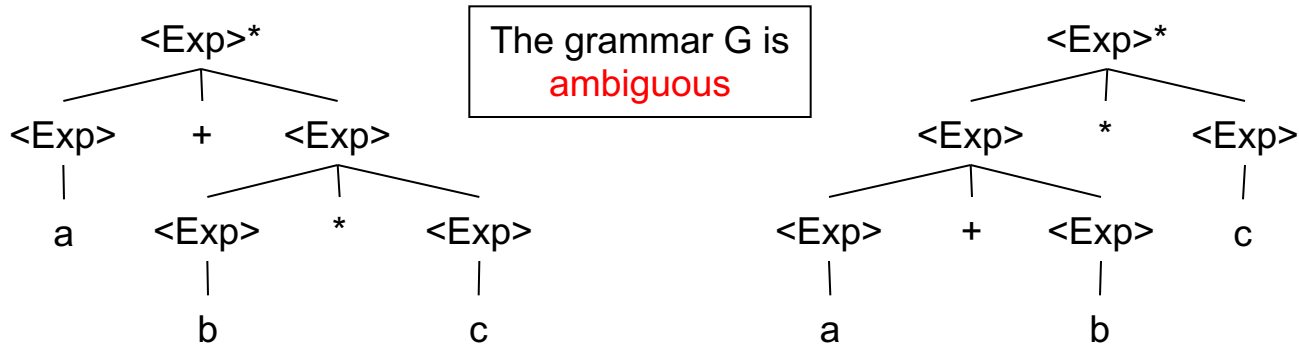 <Exp>*
The grammar G is
ambiguous
<Exp>*
<Exp> + <Exp>
<Exp> * <Exp>
a <Exp> * <Exp>
<Exp> + <Exp> c
b c
a b